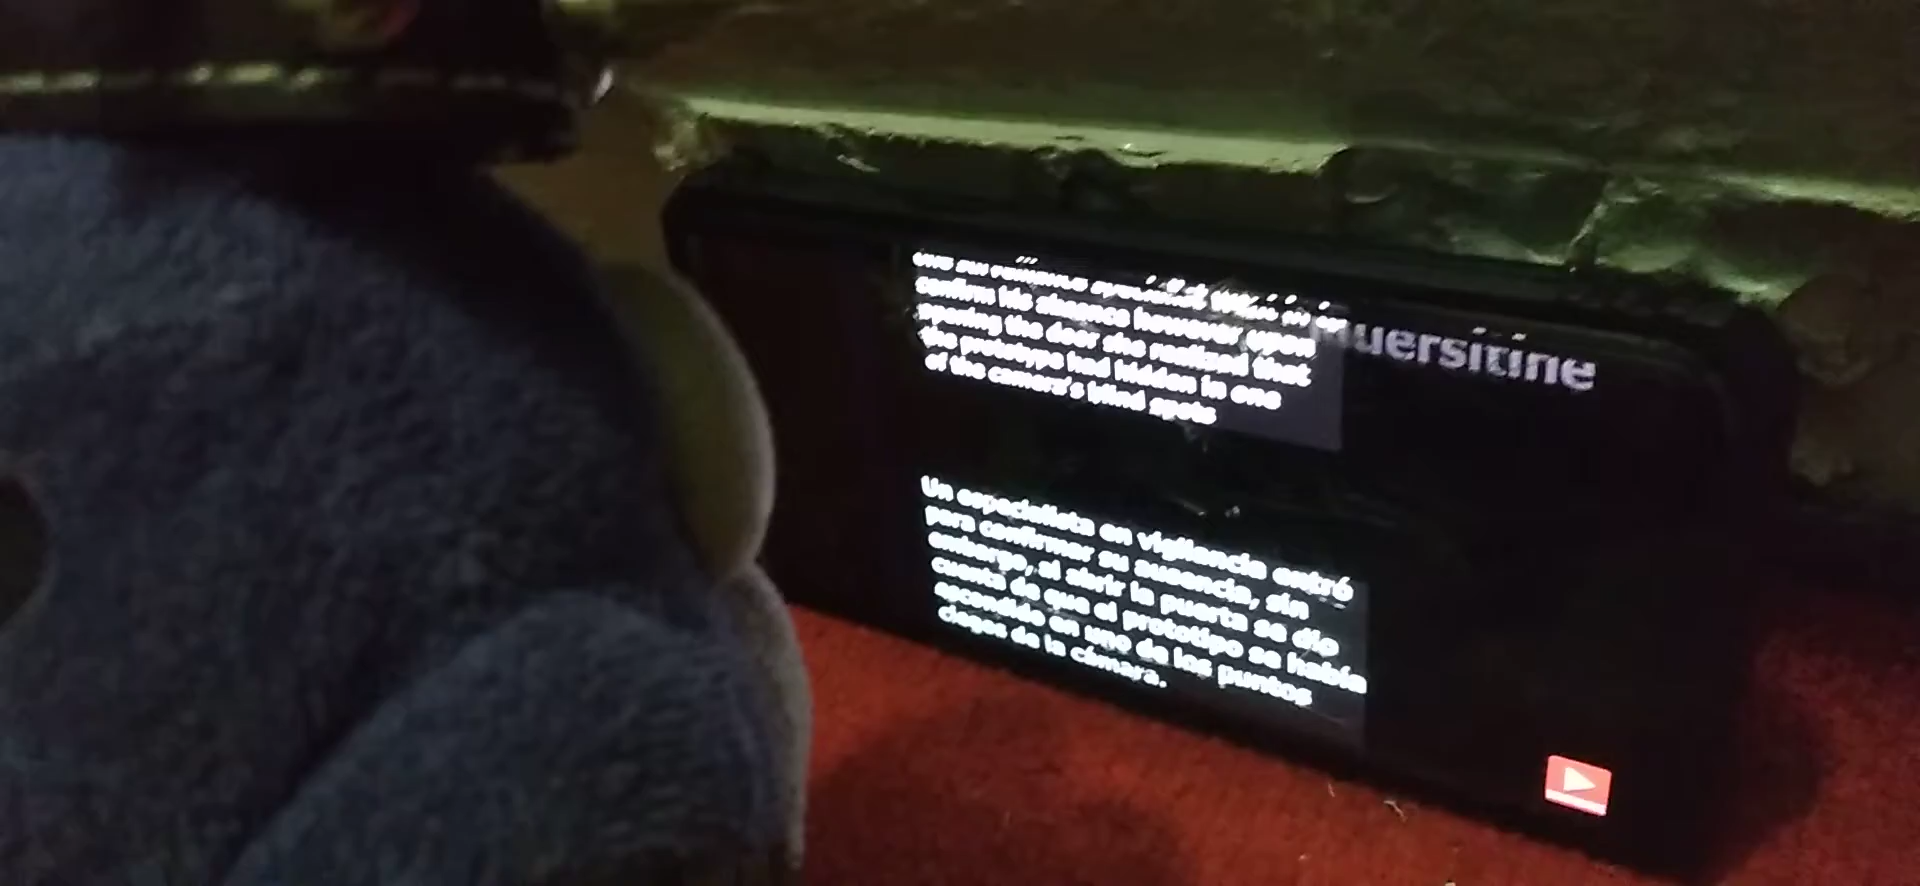 confirm his absence however upon
opening the door she realized that
the prototype had hidden in one
of the camera's blind spots
Un especialista en vigilancia entró
para confirmar su ausencia, sin
embargo, al abrir la puerta se dio
cuenta de que el prototipo se había
escondido en uno de los puntos
ciegos de la cámara.